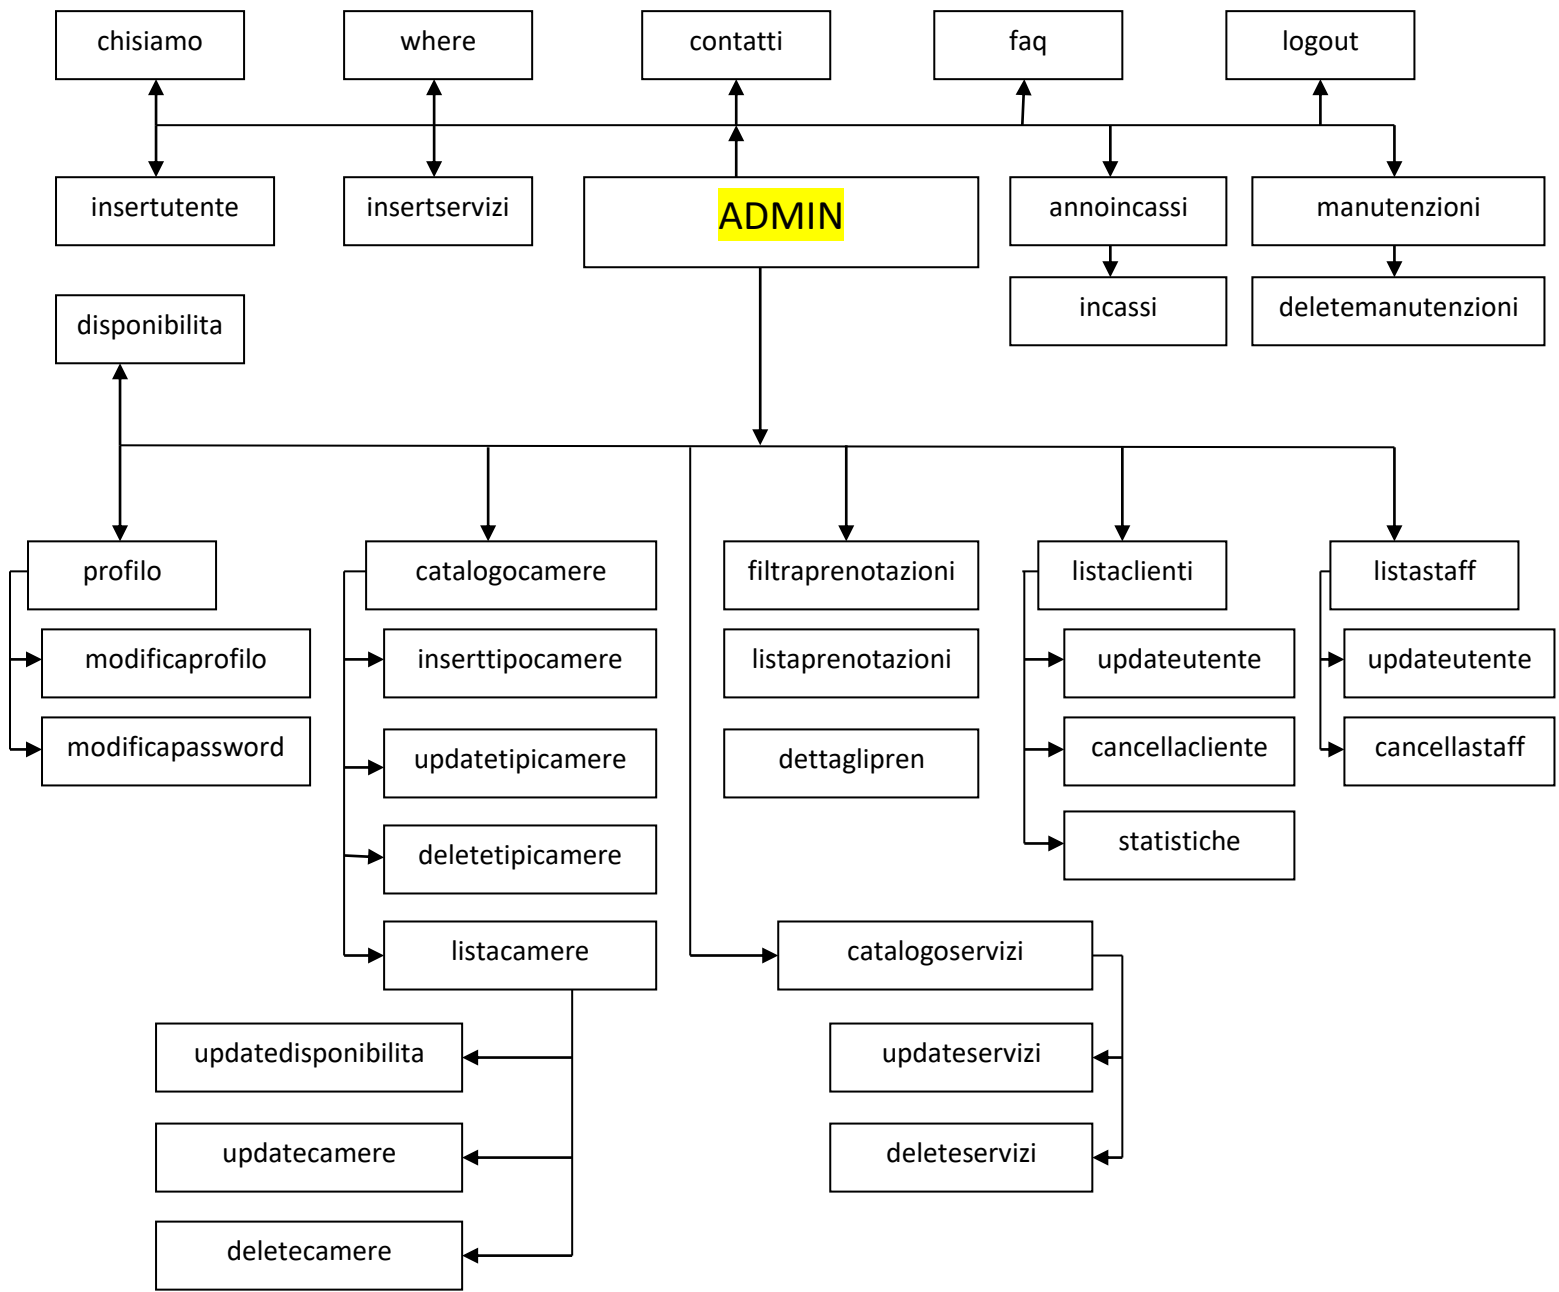 chisiamo
where
contatti
faq
logout
insertutente
insertservizi
ADMIN
annoincassi
manutenzioni
incassi
deletemanutenzioni
disponibilita
profilo
catalogocamere
filtraprenotazioni
listaclienti
listastaff
modificaprofilo
inserttipocamere
listaprenotazioni
updateutente
updateutente
modificapassword
updatetipicamere
dettaglipren
cancellacliente
cancellastaff
deletetipicamere
statistiche
listacamere
catalogoservizi
updatedisponibilita
updateservizi
updatecamere
deleteservizi
deletecamere